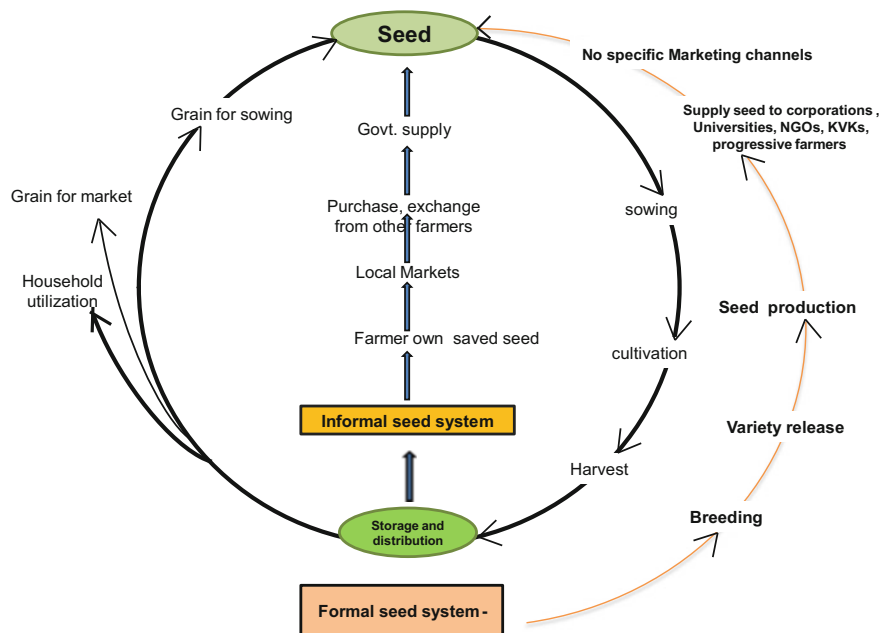 Seed
No specific Marketing channels
Supply seed to corporations ,
Universities, NGOs, KVKs,
progressive farmers
Grain for sowing
Govt. supply
Grain for market
Purchase, exchange
from other farmers
sowing
Household
utilization
Local Markets
Seed production
Farmer own saved seed
cultivation
Informal seed system
Variety release
Harvest
Storage and
distribution
Breeding
Formal seed system -